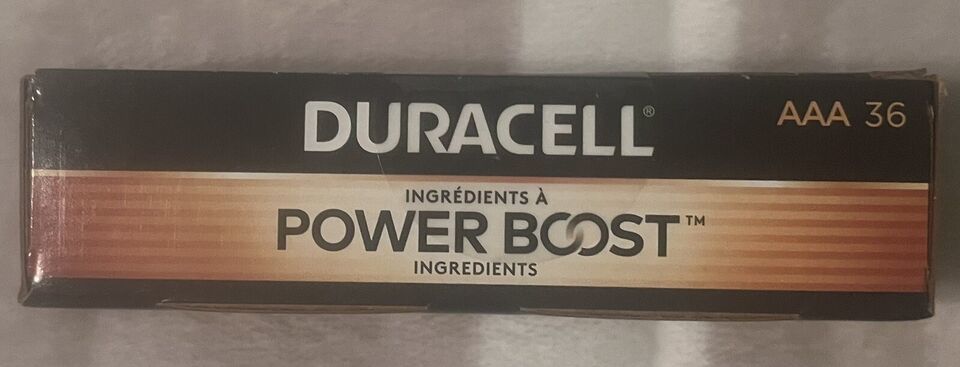 DURACELL®
AAA 36
INGRÉDIENTS À
POWER BOOST™
INGREDIENTS